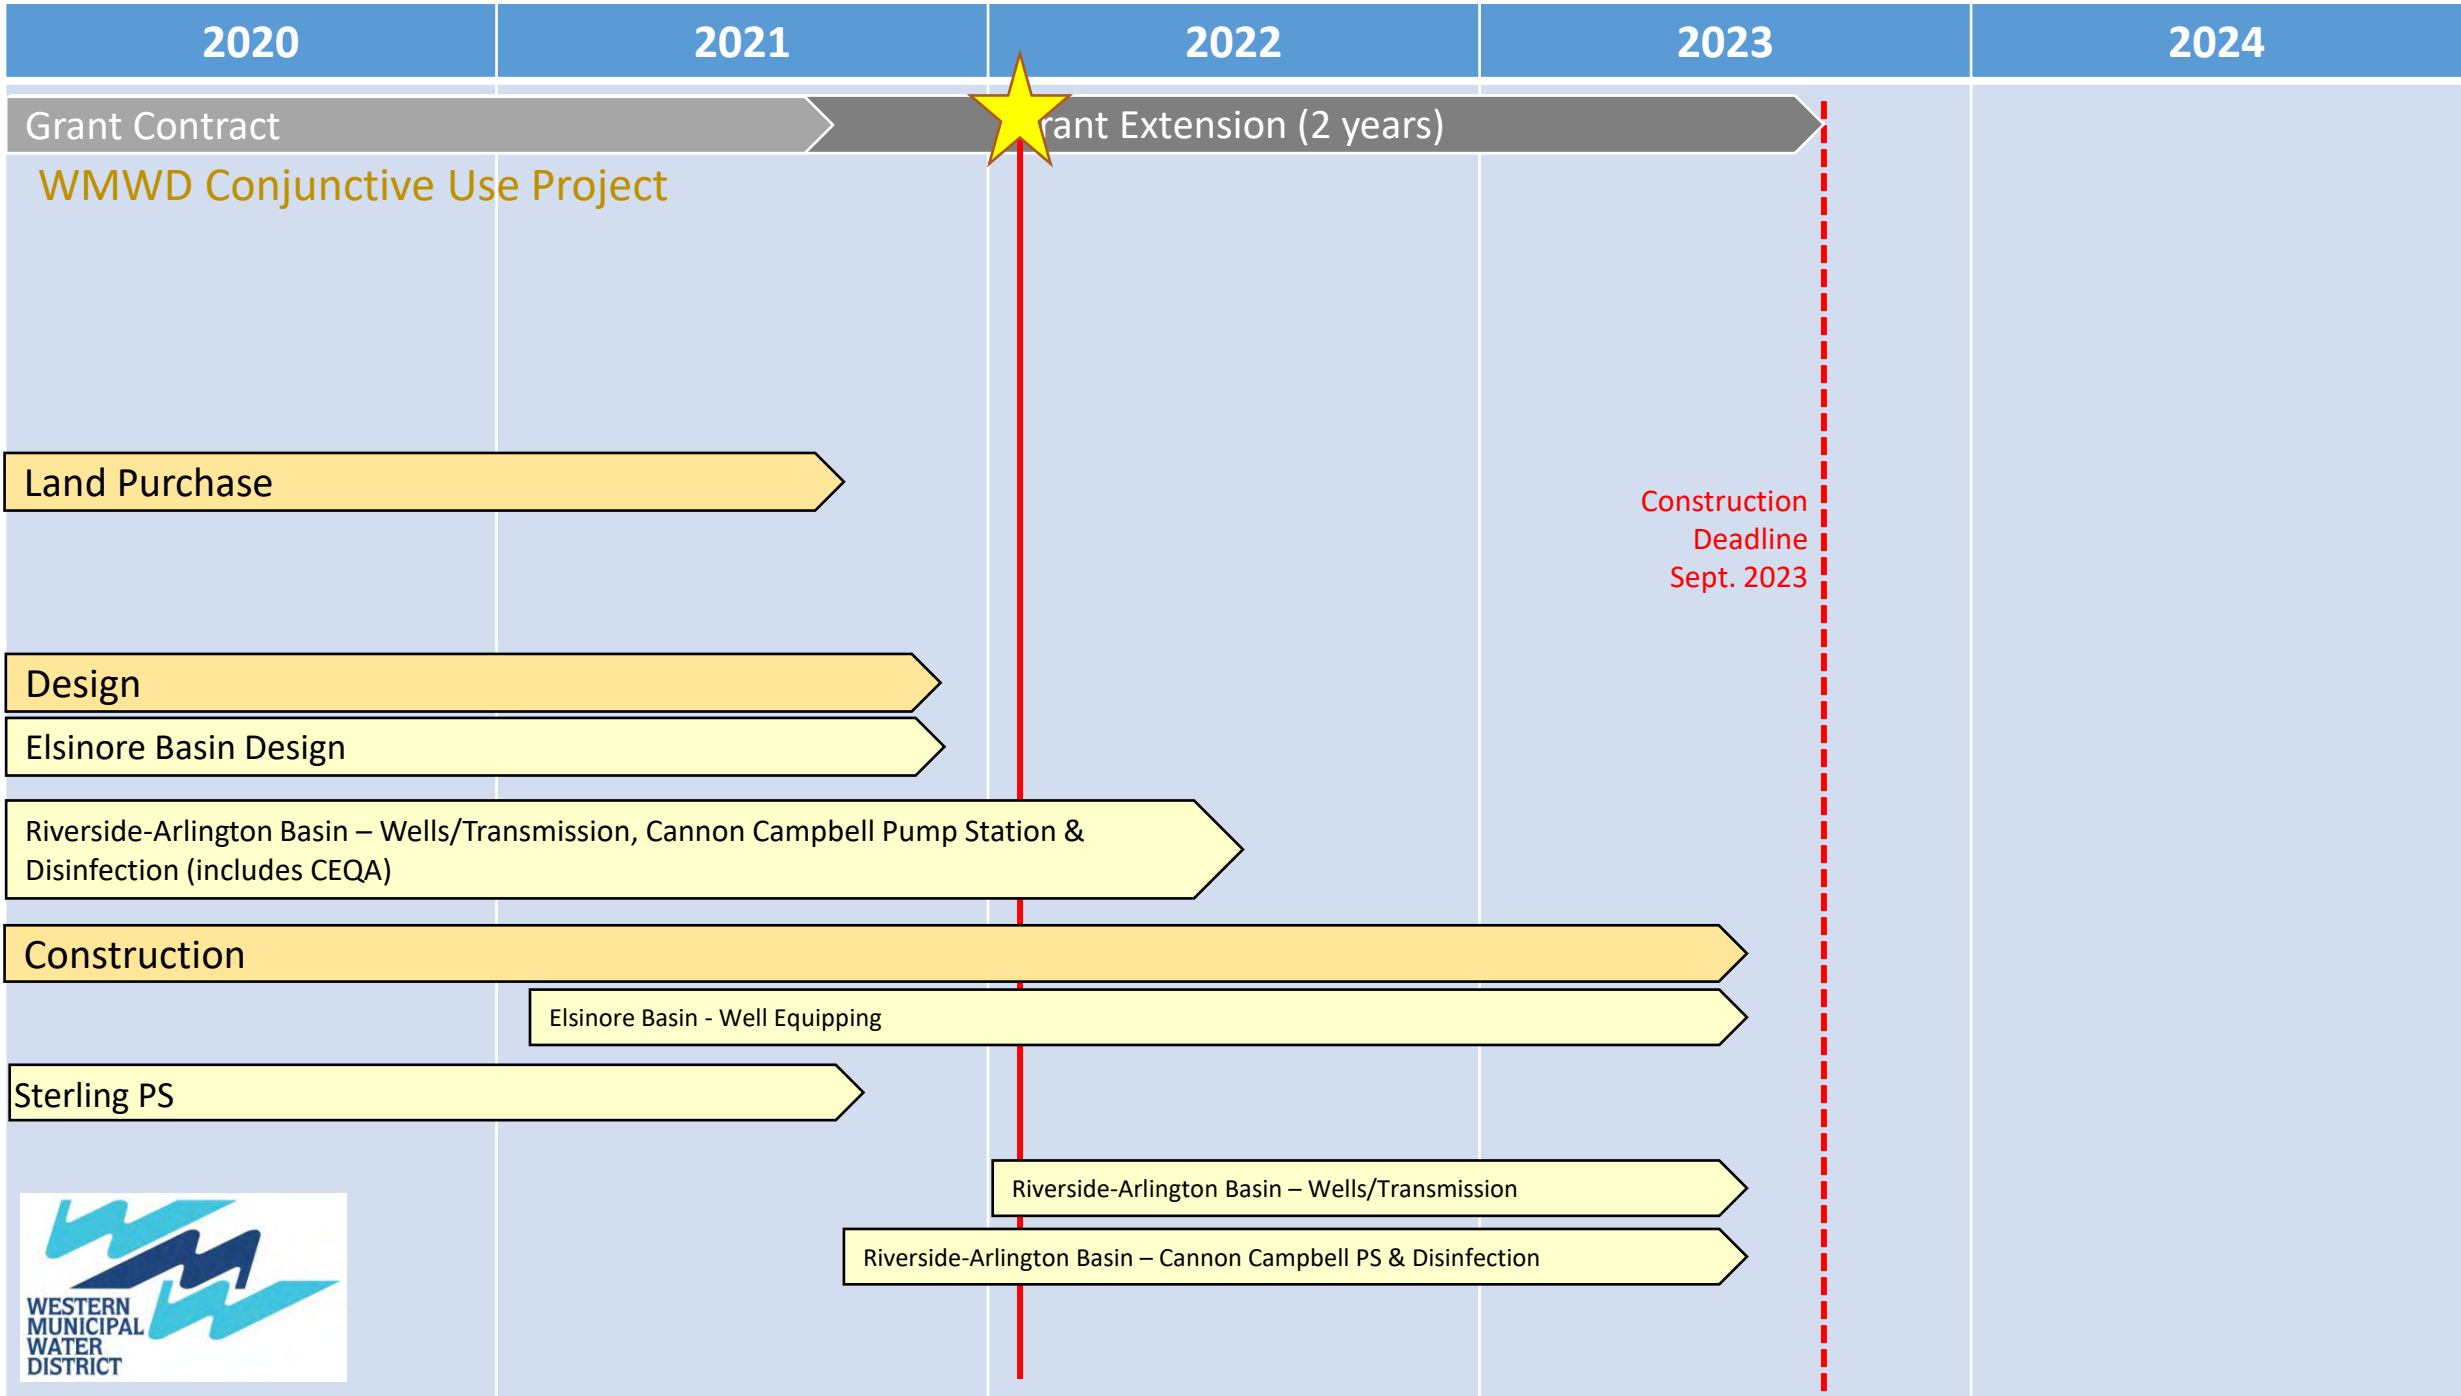 2020 2021 2022 2023 2024
Grant Contract
rant Extension (2 years)
WMWD Conjunctive Use Project
Land Purchase
Construction
Deadline
Sept. 2023
Design
Elsinore Basin Design
Riverside-Arlington Basin – Wells/Transmission, Cannon Campbell Pump Station &
Disinfection (includes CEQA)
Construction
Elsinore Basin - Well Equipping
Sterling PS
Riverside-Arlington Basin – Wells/Transmission
Riverside-Arlington Basin – Cannon Campbell PS & Disinfection
WESTERN
MUNICIPAL
WATER
DISTRICT